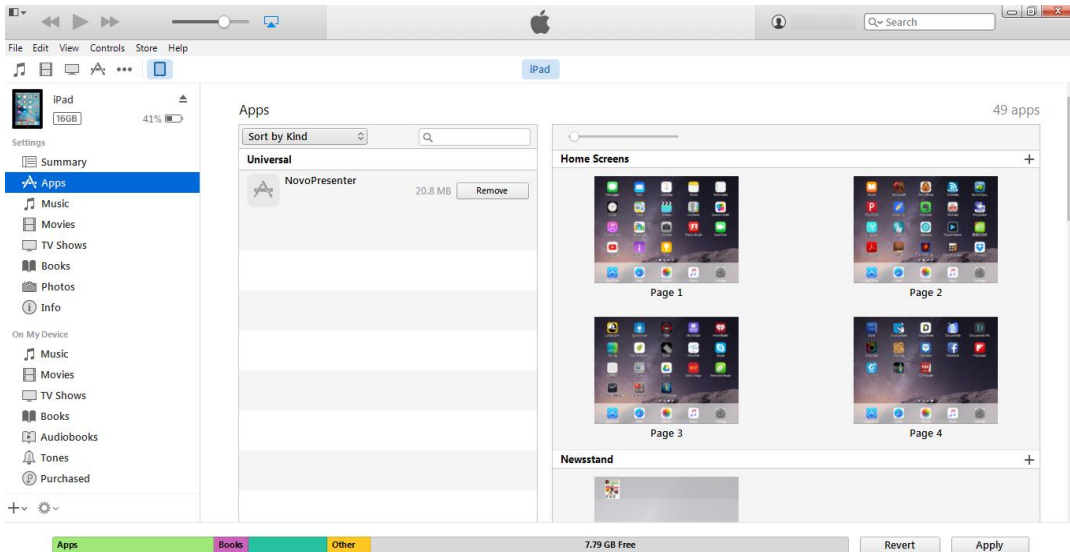 Search
File Edit View Controls Store Help
iPad
iPad
16GB
41%
Settings
Summary
Apps
Music
Movies
TV Shows
Books
Photos
Info
On My Device
Music
Movies
TV Shows
Books
Audiobooks
Tones
Purchased
Apps
49 apps
Sort by Kind
Universal
NovoPresenter
20.8 MB
Remove
Home Screens
Page 1
Page 2
Page 3
Page 4
Newsstand
Apps
Books
Other
7.79 GB Free
Revert
Apply